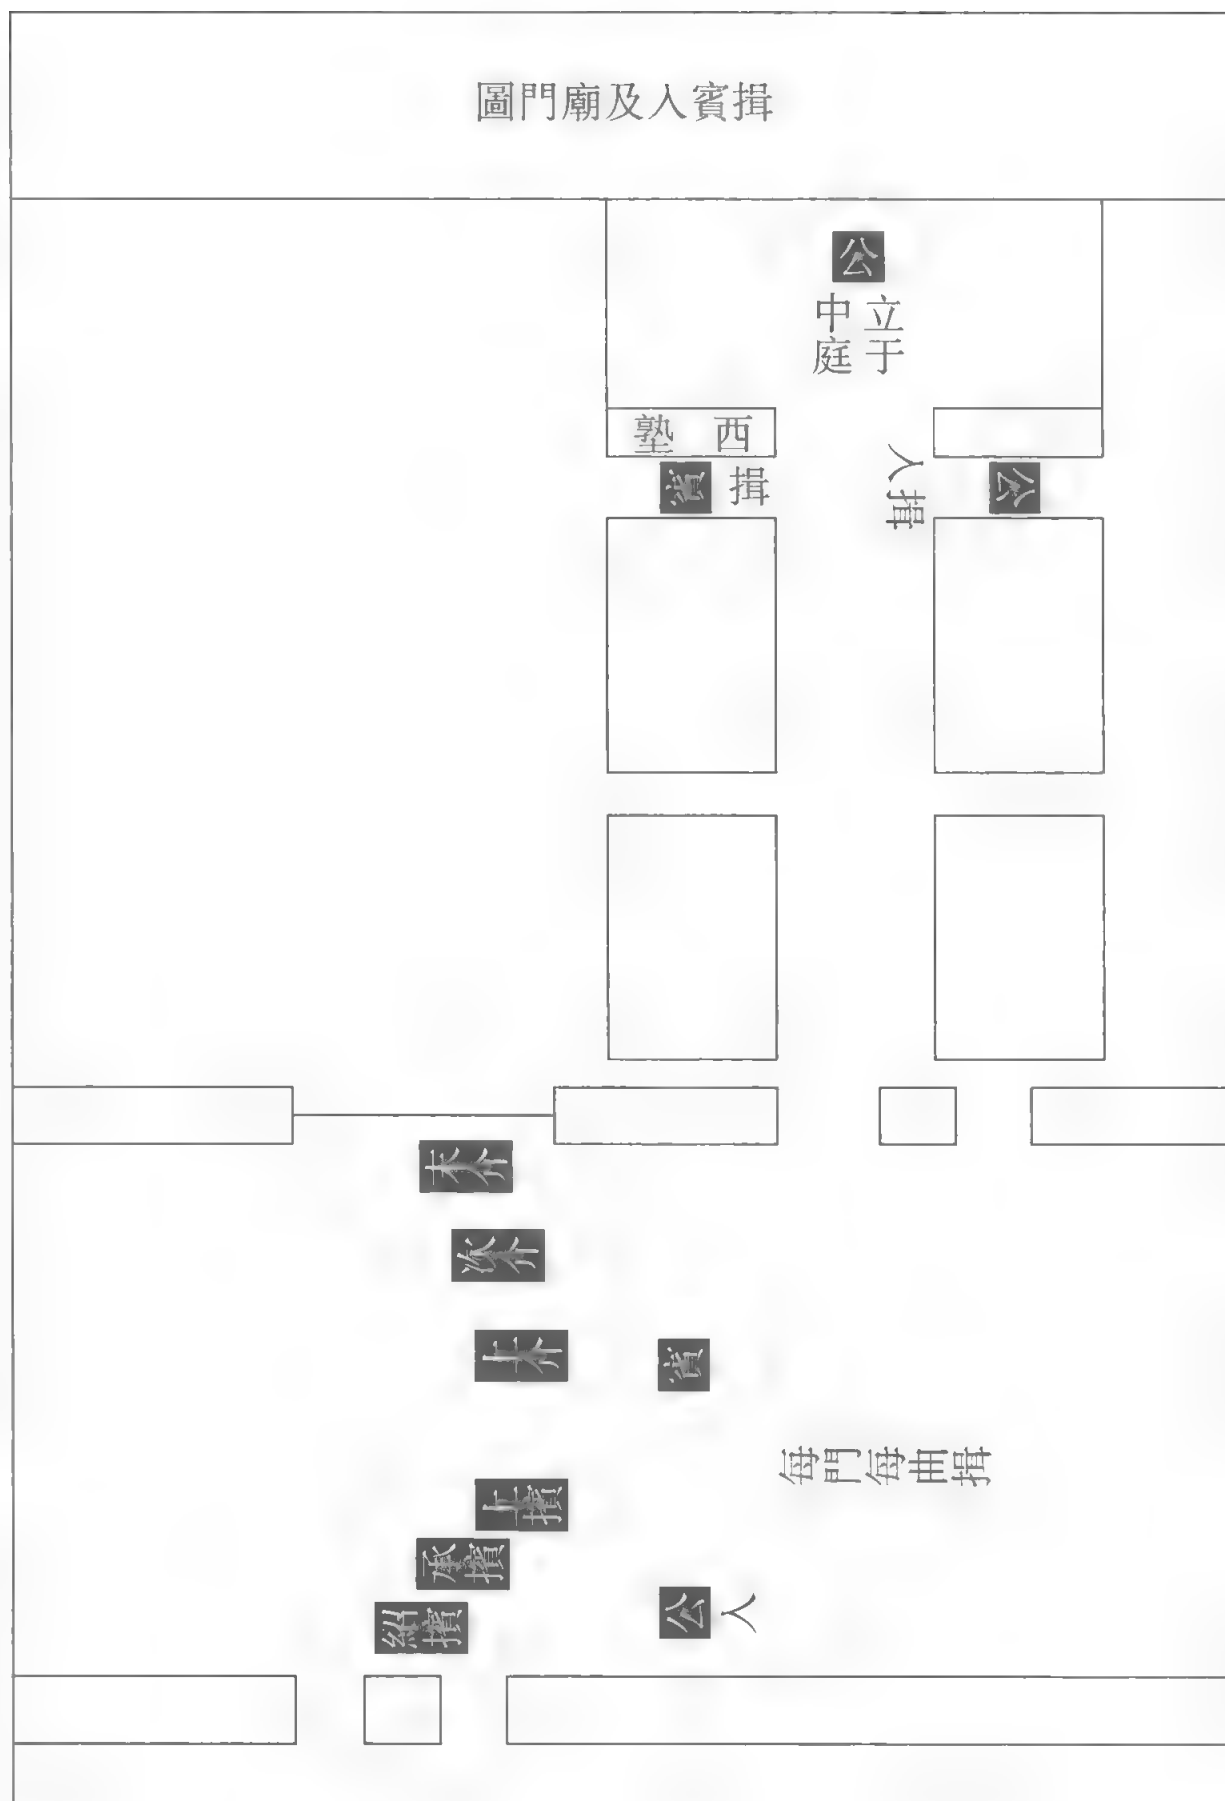 揖賓入及廟門圖
公
立于
中庭
西塾
賓
揖
公
揖入
末介
次介
上介
賓
每門每曲揖
上擯
承擯
紹擯
公
入